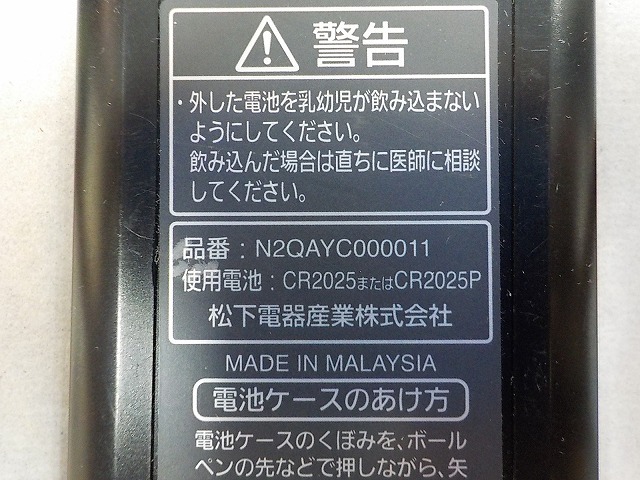 警告
・外した電池を乳幼児が飲み込まない
ようにしてください。
飲み込んだ場合は直ちに医師に相談
してください。
品番：N2QAYC000011
使用電池：CR2025またはCR2025P
松下電器産業株式会社
MADE IN MALAYSIA
電池ケースのあけ方
電池ケースのくぼみを、ボール
ペンの先などで押しながら、矢